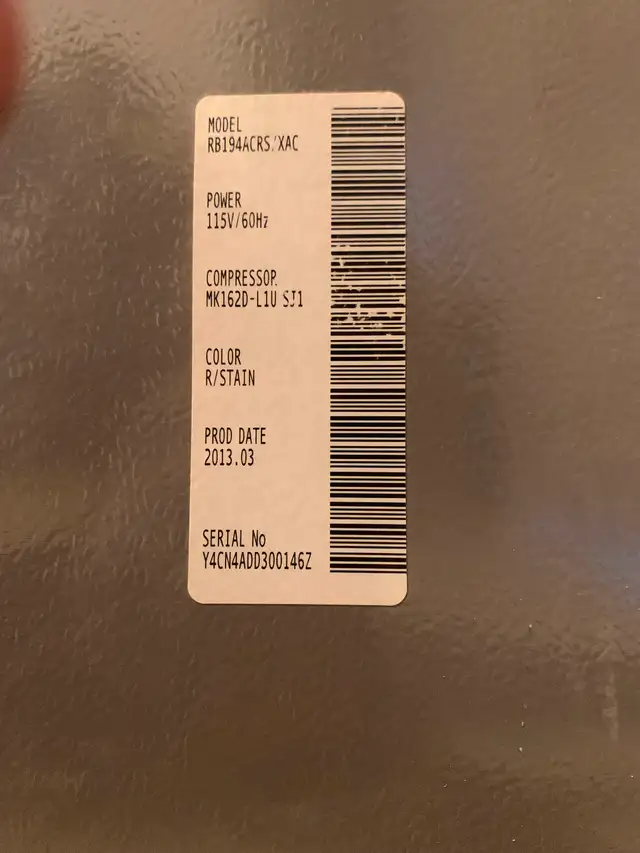 MODEL
RB194ACRS/XAC
POWER
115V/60Hz
COMPRESSOR
MK162D-L1U SJ1
COLOR
R/STAIN
PROD DATE
2013.03
SERIAL No
Y4CN4ADD300146Z